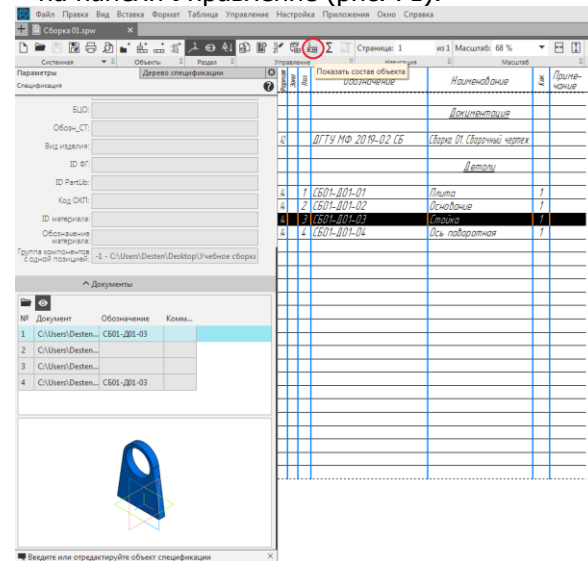 на панели Управление (рис. 71).
Файл Правка Вид Вставка Формат Таблица Управление Настройка Приложения Окно Справка
Сборка 01.spw ×
Страница: 1 из 1 Масштаб: 68 %
Системная Объекты Раздел Управление Навигация Масштаб
Параметры Дерево спецификации
Показать состав объекта
Спецификация
Формат Зона Поз Обозначение Наименование Кол Приме-
чание
БЦО:
Обозн_СТ:
Вид изделия:
ID ФГ:
ID PartLib:
Код ОКП:
ID материала:
Обозначение
материала:
Группа компонентов
с одной позицией: -1 - C:\Users\Desten\Desktop\Учебное сборка
Документация
ДГТУ МФ 2019-02 СБ Сборка 01. Сборочный чертеж
Детали
1 СБ01-Д01-01 Плита 1
2 СБ01-Д01-02 Основание 1
3 СБ01-Д01-03 Стойка 1
4 СБ01-Д01-04 Ось поворотная 1
Документы
№ Документ Обозначение Комм...
1 C:\Users\Desten... СБ01-Д01-03
2 C:\Users\Desten...
3 C:\Users\Desten...
4 C:\Users\Desten... СБ01-Д01-03
Введите или отредактируйте объект спецификации ×